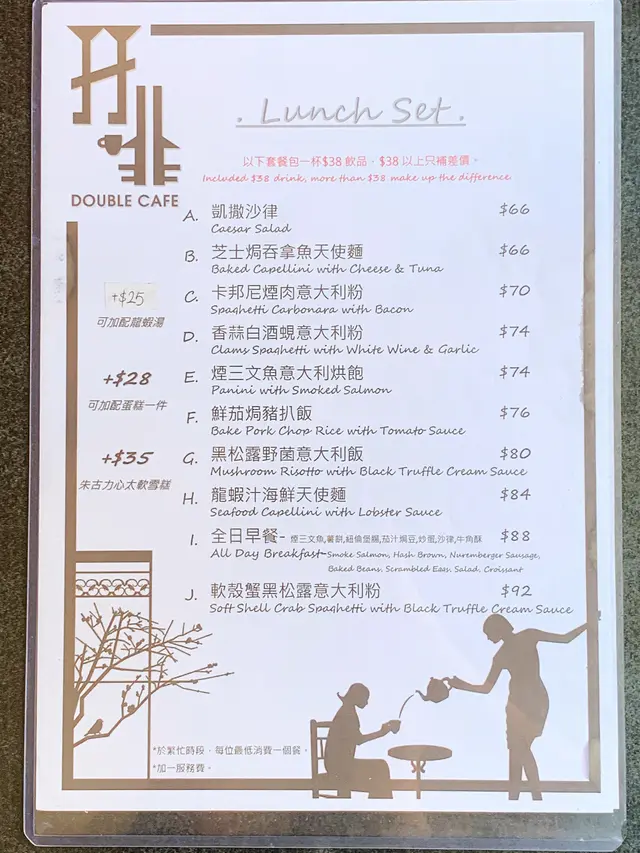 DOUBLE CAFE
. Lunch Set .
以下套餐包一杯$38飲品，$38以上只補差價。
Included $38 drink, more than $38 make up the difference
A. 凱撒沙律 $66
Caesar Salad
B. 芝士焗吞拿魚天使麵 $66
Baked Capellini with Cheese & Tuna
C. 卡邦尼煙肉意大利粉 $70
Spaghetti Carbonara with Bacon
D. 香蒜白酒蜆意大利粉 $74
Clams Spaghetti with White Wine & Garlic
E. 煙三文魚意大利烘飽 $74
Panini with Smoked Salmon
F. 鮮茄焗豬扒飯 $76
Bake Pork Chop Rice with Tomato Sauce
G. 黑松露野菌意大利飯 $80
Mushroom Risotto with Black Truffle Cream Sauce
H. 龍蝦汁海鮮天使麵 $84
Seafood Capellini with Lobster Sauce
I. 全日早餐- 煙三文魚,薯餅,紐倫堡腸,茄汁焗豆,炒蛋,沙律,牛角酥 $88
All Day Breakfast-Smoke Salmon, Hash Brown, Nuremberger Sausage,
Baked Beans, Scrambled Eggs, Salad, Croissant
J. 軟殼蟹黑松露意大利粉 $92
Soft Shell Crab Spaghetti with Black Truffle Cream Sauce
+$25
可加配龍蝦湯
+$28
可加配蛋糕一件
+$35
朱古力心太軟雪糕
*於繁忙時段，每位最低消費一個餐。
*加一服務費。